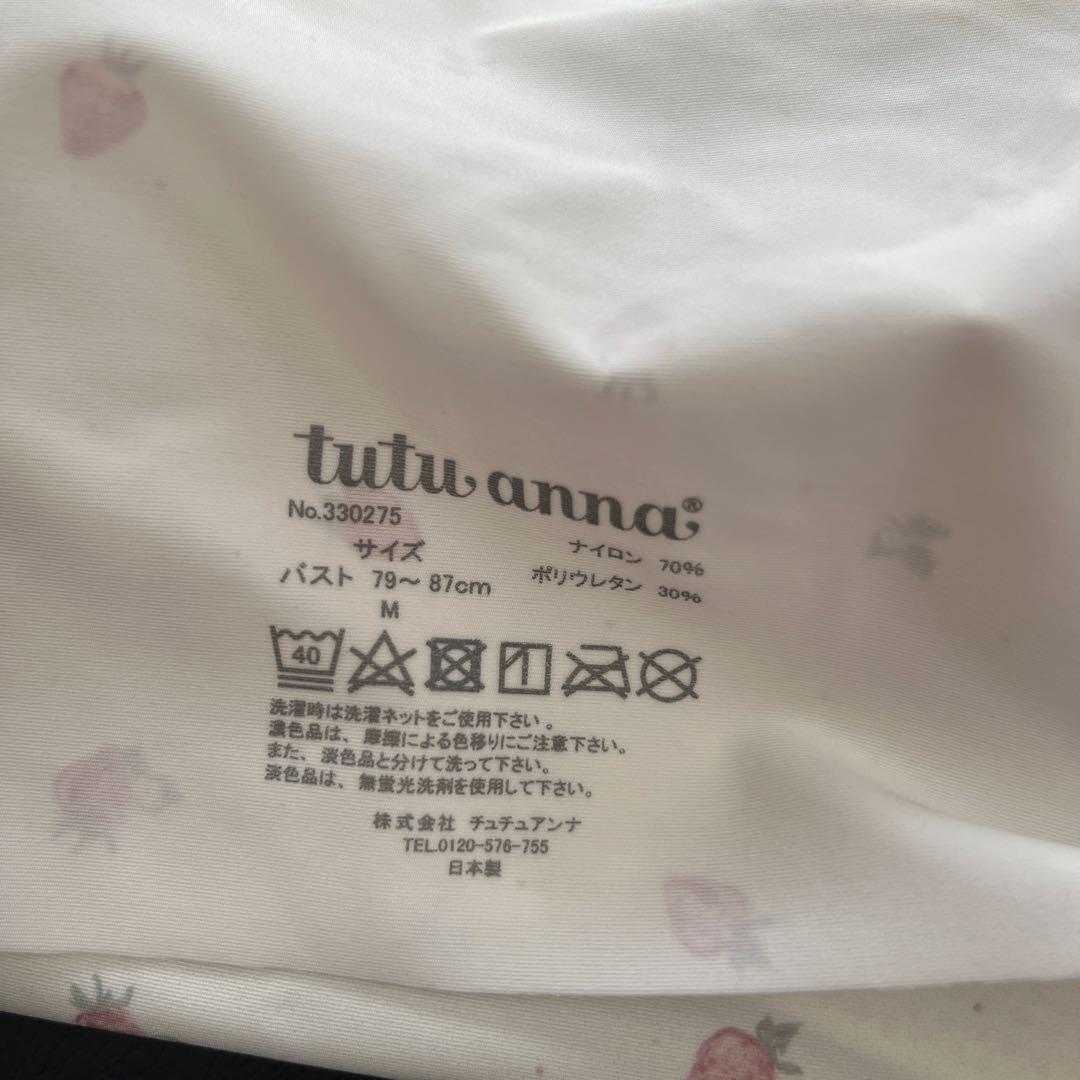 tutu anna®
No.330275
サイズ
バスト 79～87cm
M
ナイロン 70%
ポリウレタン 30%
40
洗濯時は洗濯ネットをご使用下さい。
濃色品は、摩擦による色移りにご注意下さい。
また、淡色品と分けて洗って下さい。
淡色品は、無蛍光洗剤を使用して下さい。
株式会社 チュチュアンナ
TEL.0120-576-755
日本製